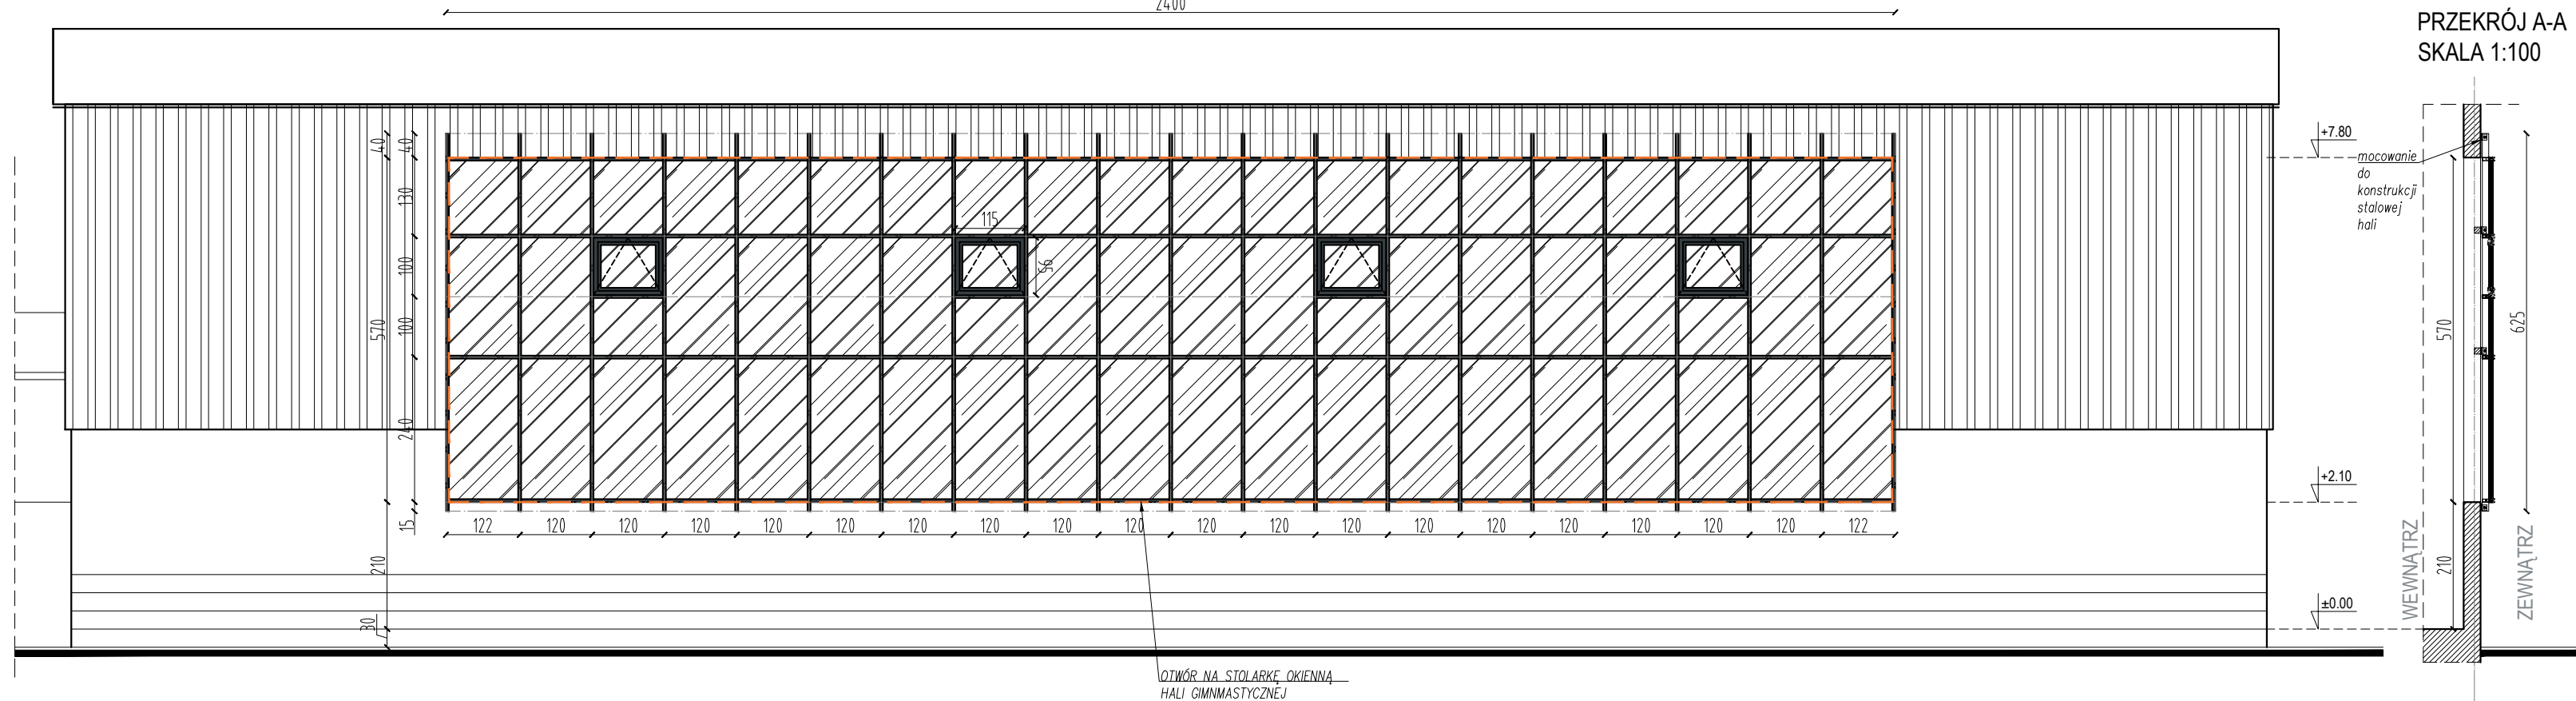 2400
PRZEKRÓJ A-A
SKALA 1:100
40
40
130
115
100
96
570
100
240
15
210
30
122 120 120 120 120 120 120 120 120 120 120 120 120 120 120 120 120 120 120 122
OTWÓR NA STOLARKĘ OKIENNĄ
HALI GIMNMASTYCZNEJ
+7.80
+2.10
±0.00
mocowanie
do
konstrukcji
stalowej
hali
570
625
210
WEWNĄTRZ
ZEWNĄTRZ